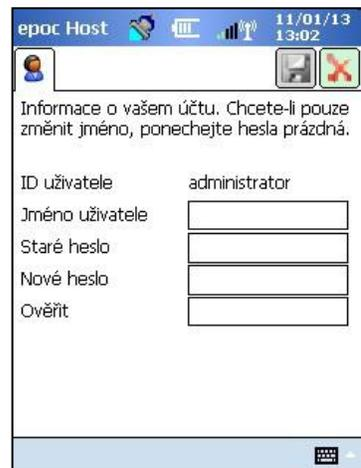 epoc Host
11/01/13
13:02
Informace o vašem účtu. Chcete-li pouze
změnit jméno, ponechejte hesla prázdná.
ID uživatele administrator
Jméno uživatele
Staré heslo
Nové heslo
Ověřit